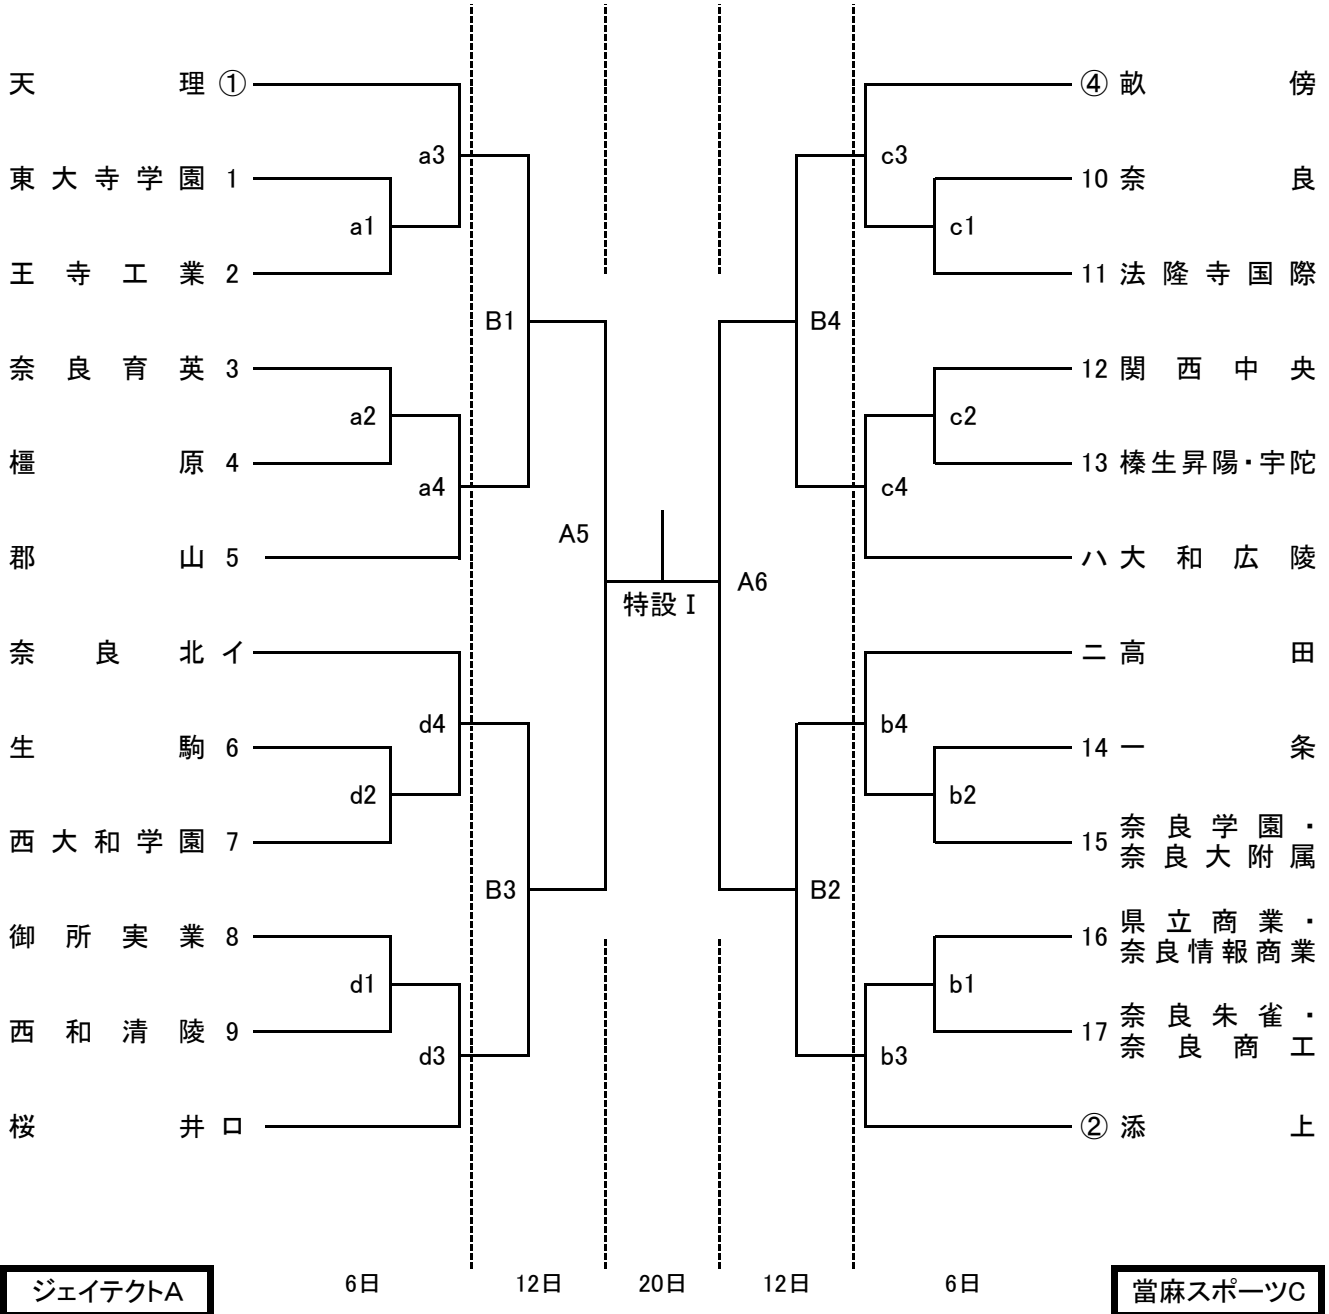 天理 ①
東大寺学園 1
王寺工業 2
奈良育英 3
橿原 4
郡山 5
奈良北 イ
生駒 6
西大和学園 7
御所実業 8
西和清陵 9
桜井 ロ
a3
a1
a2
a4
d4
d2
d1
d3
B1
B3
A5
特設Ⅰ
A6
B4
B2
c3
c1
c2
c4
b4
b2
b1
b3
④ 畝傍
10 奈良
11 法隆寺国際
12 関西中央
13 榛生昇陽・宇陀
ハ 大和広陵
ニ 高田
14 一条
15 奈良学園・
奈良大附属
16 県立商業・
奈良情報商業
17 奈良朱雀・
奈良商工
② 添上
ジェイテクトA
6日
12日
20日
12日
6日
當麻スポーツC